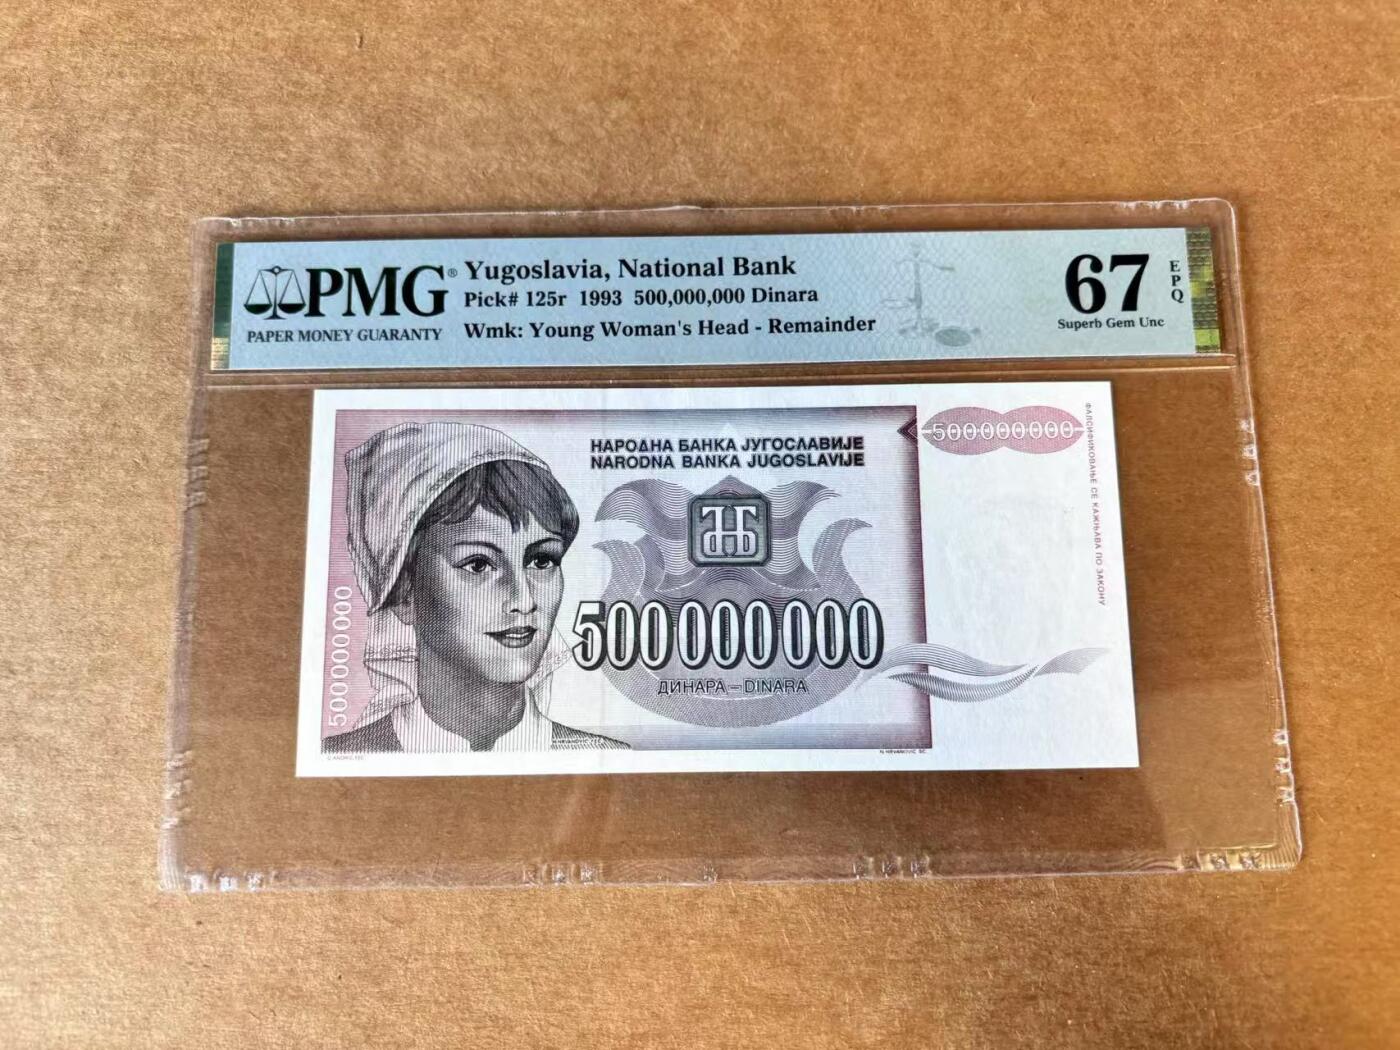 PMG®
PAPER MONEY GUARANTY
Yugoslavia, National Bank
Pick# 125r 1993 500,000,000 Dinara
Wmk: Young Woman's Head - Remainder
67
EPQ
Superb Gem Unc
НАРОДНА БАНКА ЈУГОСЛАВИЈЕ
NARODNA BANKA JUGOSLAVIJE
500000000
ФАЛСИФИКОВАЊЕ СЕ КАЖЊАВА ПО ЗАКОНУ
500000000
ДИНАРА – DINARA
500000000
N. HRVANOVIĆ SC.